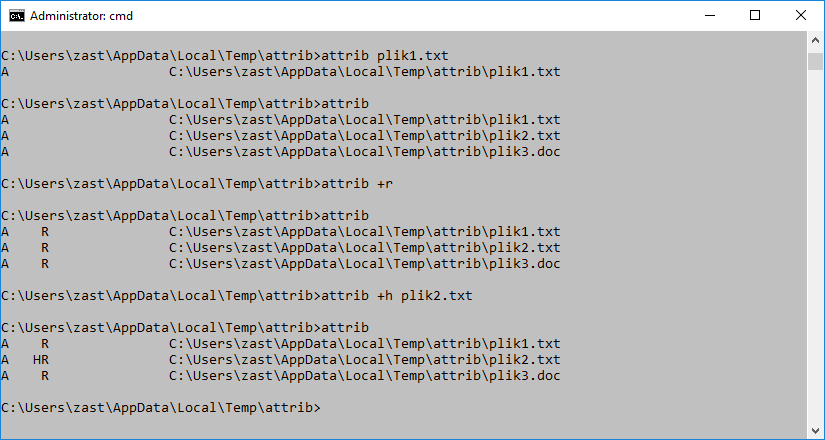 Administrator: cmd
C:\Users\zast\AppData\Local\Temp\attrib>attrib plik1.txt
A                    C:\Users\zast\AppData\Local\Temp\attrib\plik1.txt
C:\Users\zast\AppData\Local\Temp\attrib>attrib
A                    C:\Users\zast\AppData\Local\Temp\attrib\plik1.txt
A                    C:\Users\zast\AppData\Local\Temp\attrib\plik2.txt
A                    C:\Users\zast\AppData\Local\Temp\attrib\plik3.doc
C:\Users\zast\AppData\Local\Temp\attrib>attrib +r
C:\Users\zast\AppData\Local\Temp\attrib>attrib
A    R               C:\Users\zast\AppData\Local\Temp\attrib\plik1.txt
A    R               C:\Users\zast\AppData\Local\Temp\attrib\plik2.txt
A    R               C:\Users\zast\AppData\Local\Temp\attrib\plik3.doc
C:\Users\zast\AppData\Local\Temp\attrib>attrib +h plik2.txt
C:\Users\zast\AppData\Local\Temp\attrib>attrib
A    R               C:\Users\zast\AppData\Local\Temp\attrib\plik1.txt
A   HR               C:\Users\zast\AppData\Local\Temp\attrib\plik2.txt
A    R               C:\Users\zast\AppData\Local\Temp\attrib\plik3.doc
C:\Users\zast\AppData\Local\Temp\attrib>